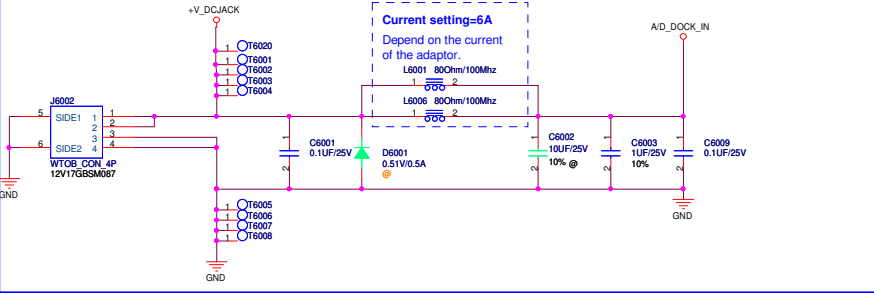 +V_DCJACK
Current setting=6A
Depend on the current
of the adaptor.
A/D_DOCK_IN
1 T6020
1 T6001
1 T6002
1 T6003
1 T6004
L6001 80Ohm/100Mhz
1 2
L6006 80Ohm/100Mhz
1 2
J6002
5 SIDE1 1 1
2 2
3 3
6 SIDE2 4 4
WTOB_CON_4P
12V17GBSM087
GND
1
C6001
0.1UF/25V
2
D6001
0.51V/0.5A
@
1
C6002
10UF/25V
10% @
2
1
C6003
1UF/25V
10%
2
1
C6009
0.1UF/25V
2
1 T6005
1 T6006
1 T6007
1 T6008
GND
GND